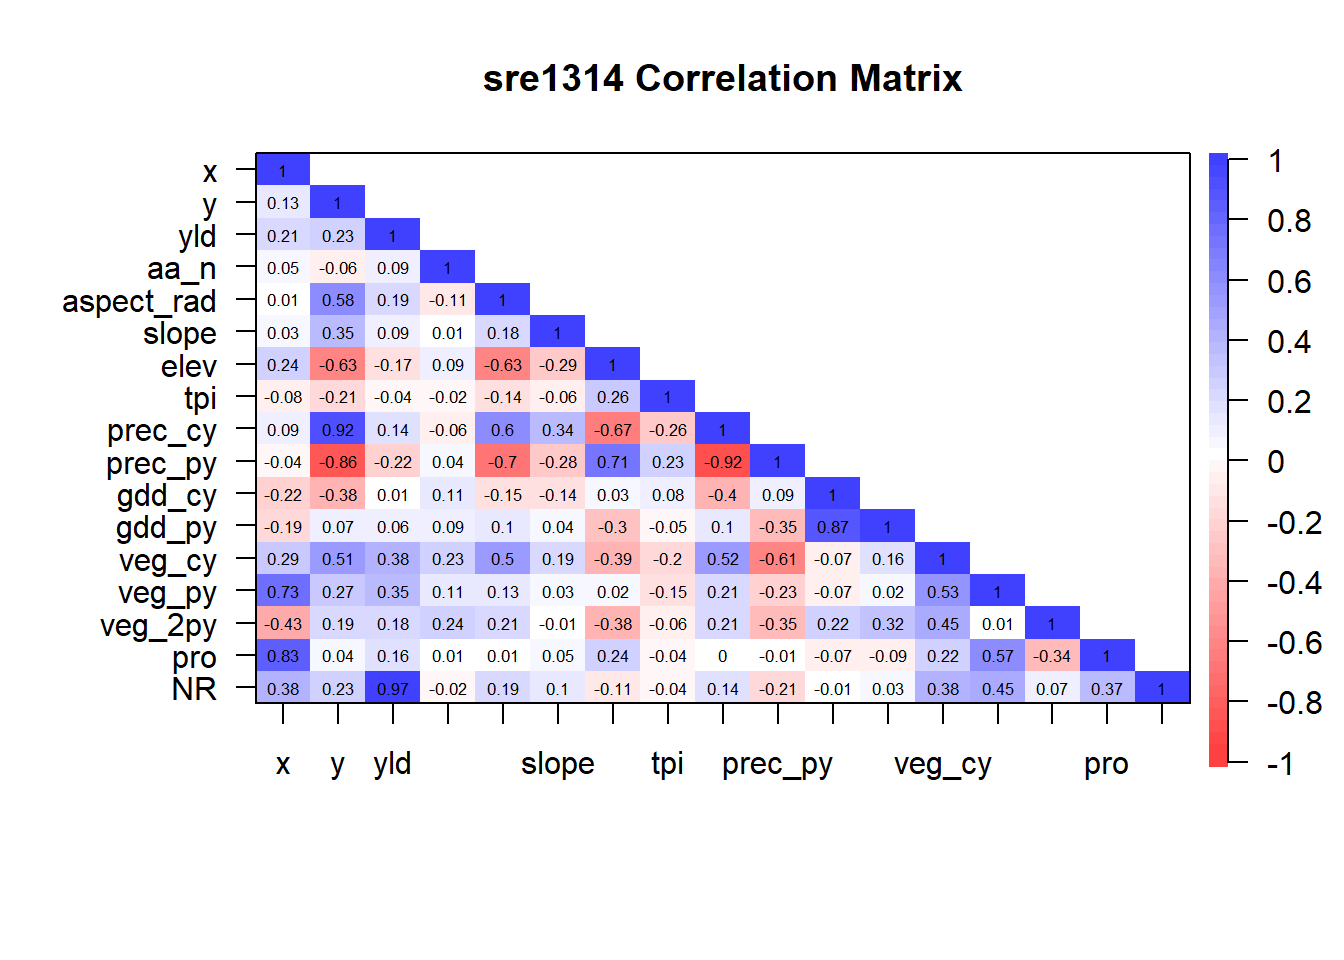 sre1314 Correlation Matrix
x 1
y 0.13 1
yld 0.21 0.23 1
aa_n 0.05 -0.06 0.09 1
aspect_rad 0.01 0.58 0.19 -0.11 1
slope 0.03 0.35 0.09 0.01 0.18 1
elev 0.24 -0.63 -0.17 0.09 -0.63 -0.29 1
tpi -0.08 -0.21 -0.04 -0.02 -0.14 -0.06 0.26 1
prec_cy 0.09 0.92 0.14 -0.06 0.6 0.34 -0.67 -0.26 1
prec_py -0.04 -0.86 -0.22 0.04 -0.7 -0.28 0.71 0.23 -0.92 1
gdd_cy -0.22 -0.38 0.01 0.11 -0.15 -0.14 0.03 0.08 -0.4 0.09 1
gdd_py -0.19 0.07 0.06 0.09 0.1 0.04 -0.3 -0.05 0.1 -0.35 0.87 1
veg_cy 0.29 0.51 0.38 0.23 0.5 0.19 -0.39 -0.2 0.52 -0.61 -0.07 0.16 1
veg_py 0.73 0.27 0.35 0.11 0.13 0.03 0.02 -0.15 0.21 -0.23 -0.07 0.02 0.53 1
veg_2py -0.43 0.19 0.18 0.24 0.21 -0.01 -0.38 -0.06 0.21 -0.35 0.22 0.32 0.45 0.01 1
pro 0.83 0.04 0.16 0.01 0.01 0.05 0.24 -0.04 0 -0.01 -0.07 -0.09 0.22 0.57 -0.34 1
NR 0.38 0.23 0.97 -0.02 0.19 0.1 -0.11 -0.04 0.14 -0.21 -0.01 0.03 0.38 0.45 0.07 0.37 1
x y yld slope tpi prec_py veg_cy pro
1
0.8
0.6
0.4
0.2
0
-0.2
-0.4
-0.6
-0.8
-1